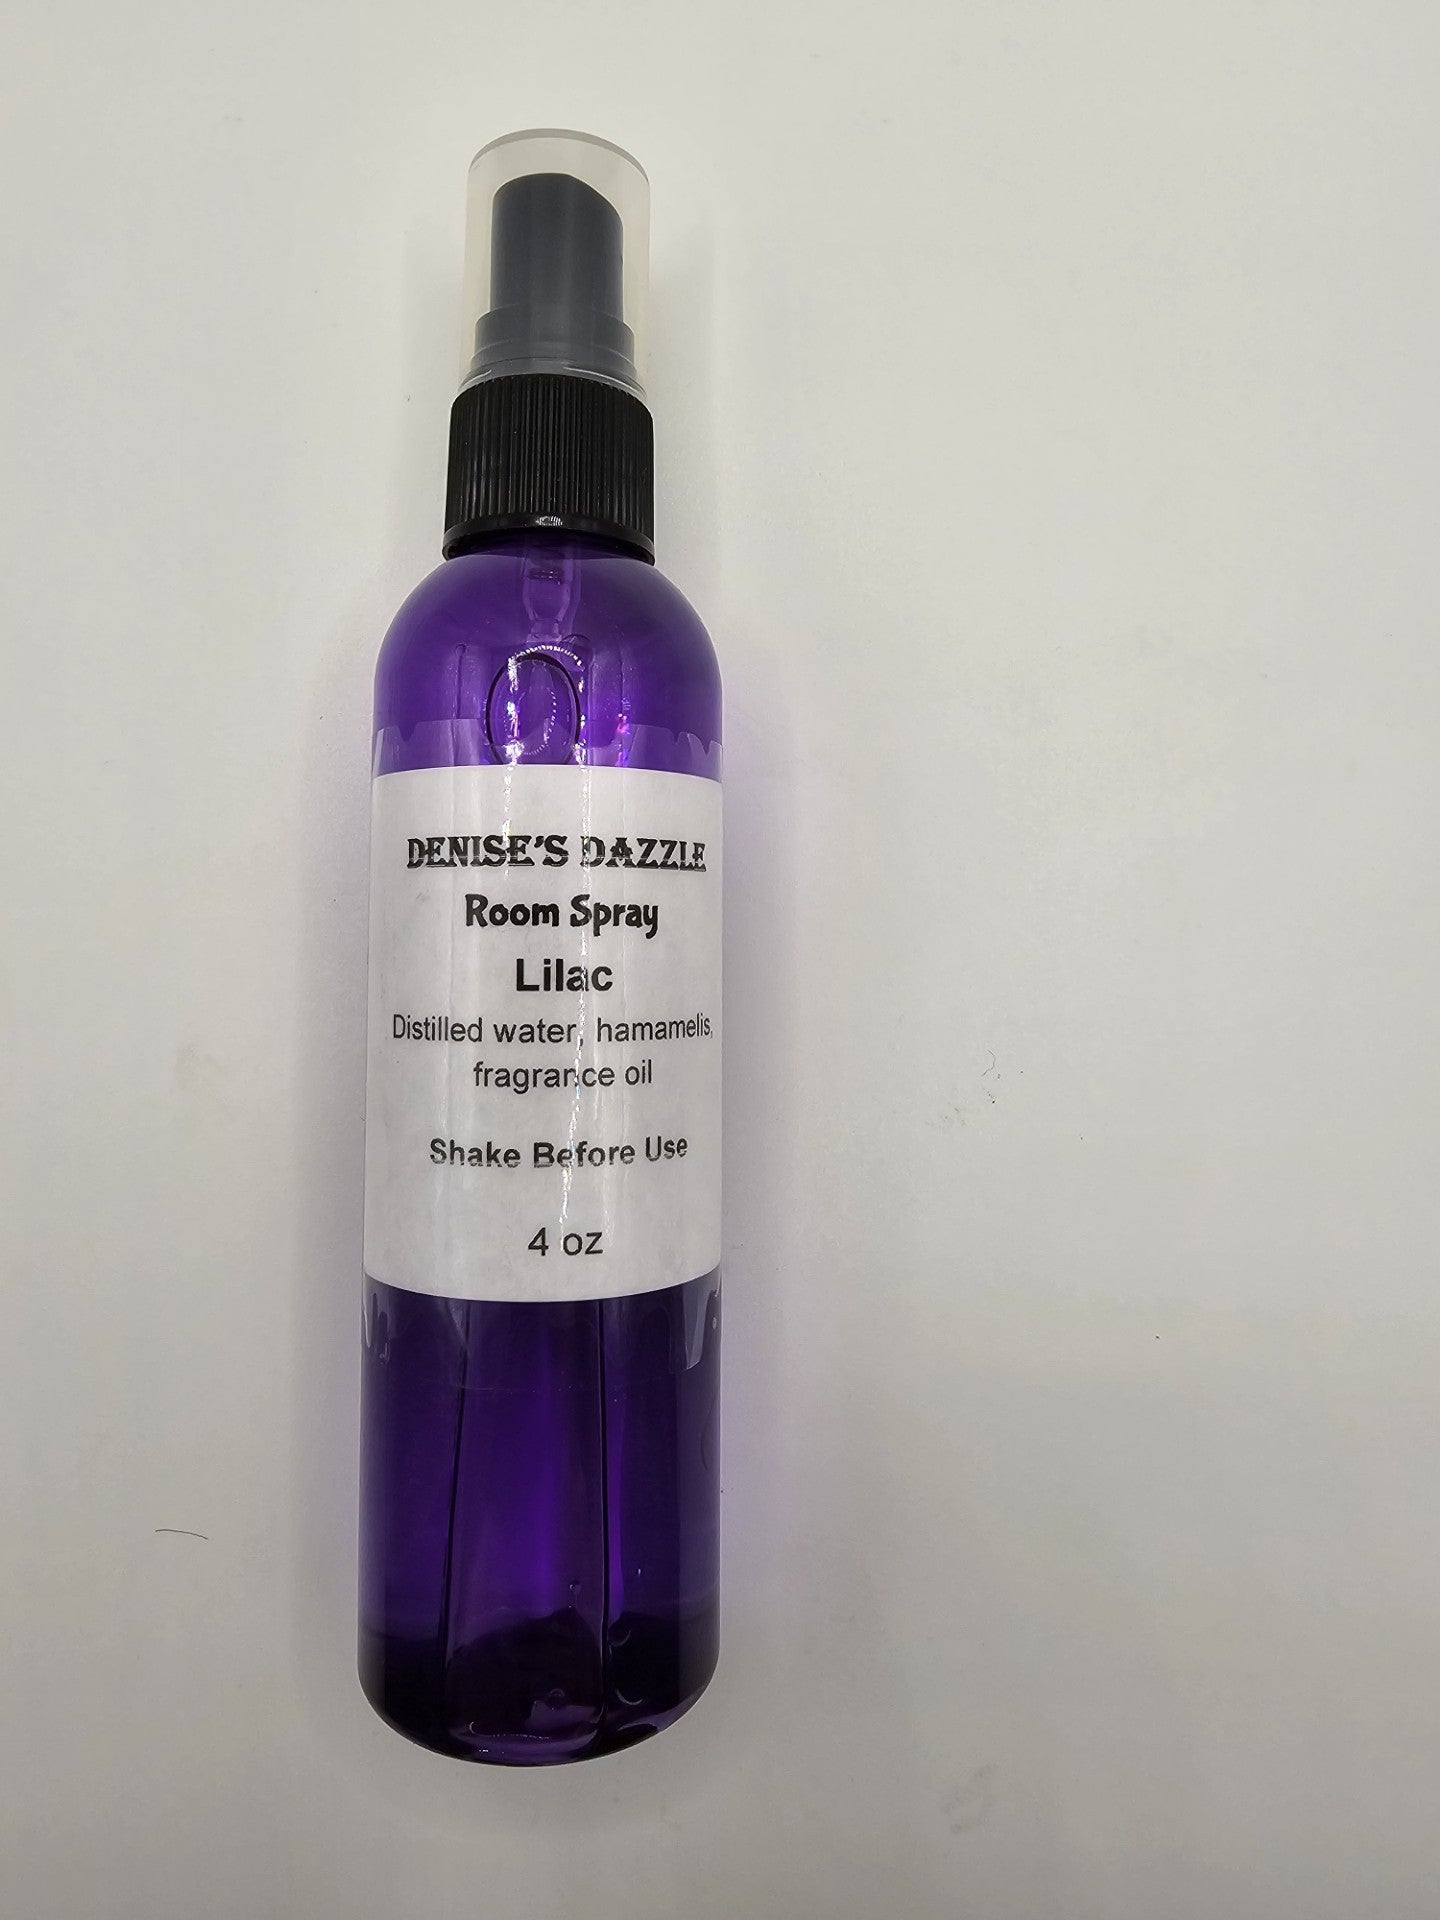 DENISE'S DAZZLE
Room Spray
Lilac
Distilled water, hamamelis,
fragrance oil
Shake Before Use
4 oz